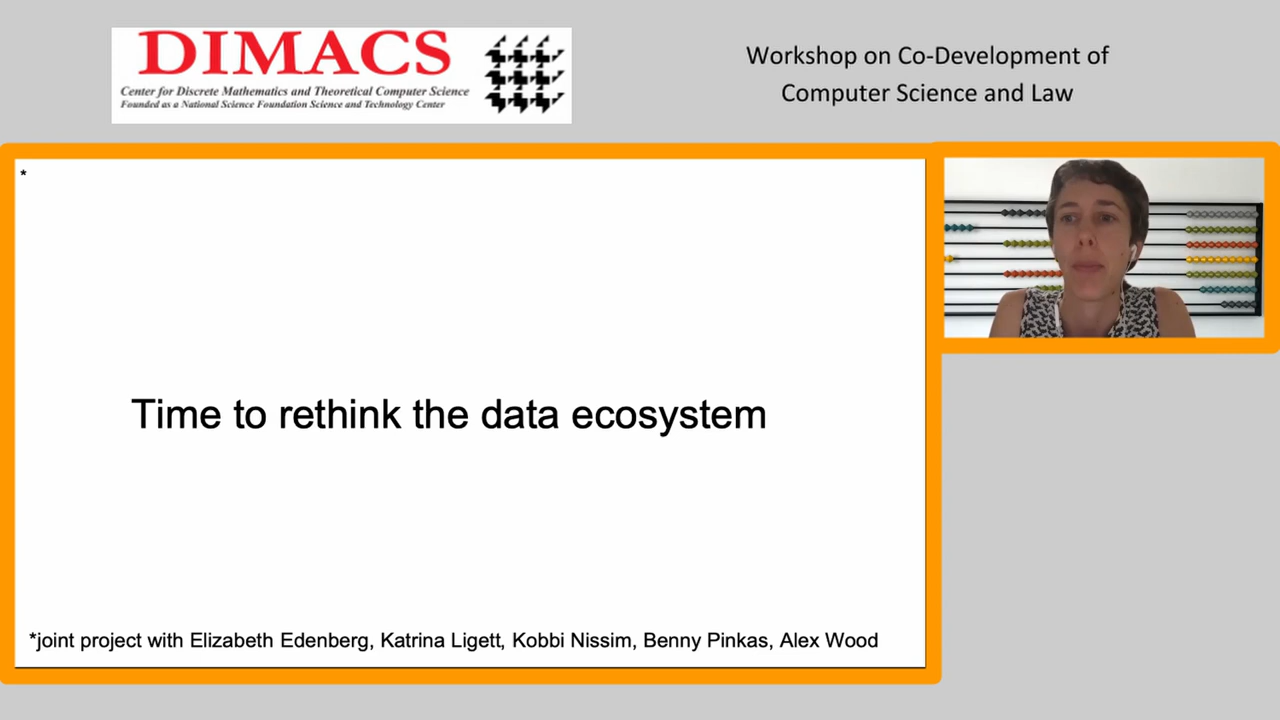 DIMACS
Center for Discrete Mathematics and Theoretical Computer Science
Founded as a National Science Foundation Science and Technology Center
Workshop on Co-Development of
Computer Science and Law
*
Time to rethink the data ecosystem
*joint project with Elizabeth Edenberg, Katrina Ligett, Kobbi Nissim, Benny Pinkas, Alex Wood